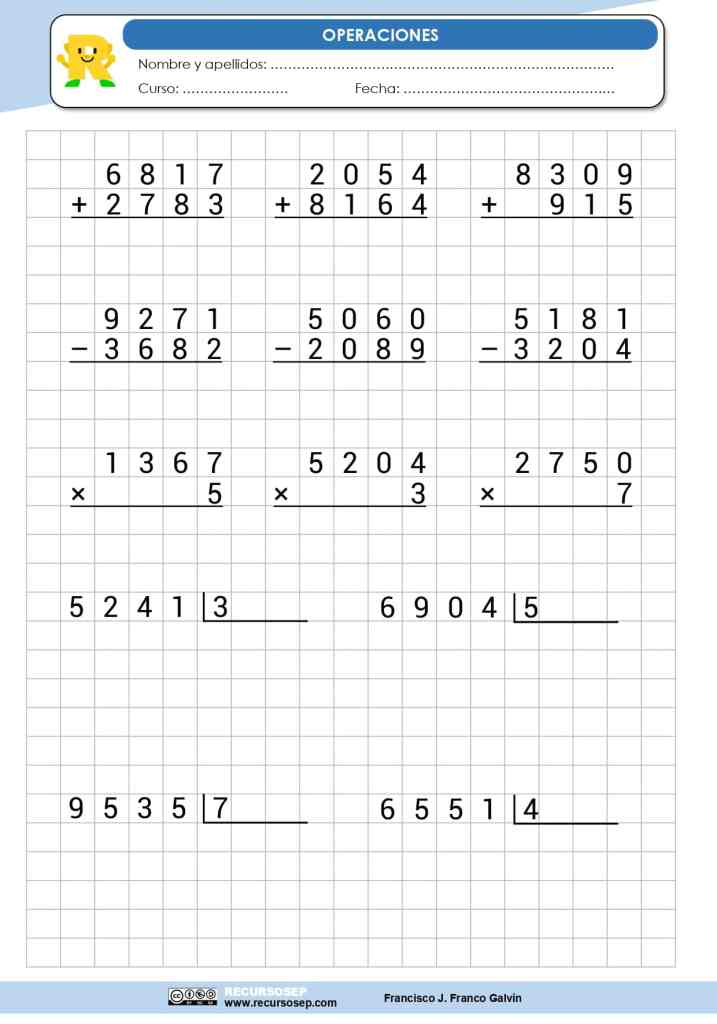 OPERACIONES
Nombre y apellidos: ..............................................................................
Curso: ........................ Fecha: ................................................
6 8 1 7 2 0 5 4 8 3 0 9
+ 2 7 8 3 + 8 1 6 4 + 9 1 5
9 2 7 1 5 0 6 0 5 1 8 1
− 3 6 8 2 − 2 0 8 9 − 3 2 0 4
1 3 6 7 5 2 0 4 2 7 5 0
× 5 × 3 × 7
5 2 4 1 3 6 9 0 4 5
9 5 3 5 7 6 5 5 1 4
RECURSOSEP
www.recursosep.com Francisco J. Franco Galvín